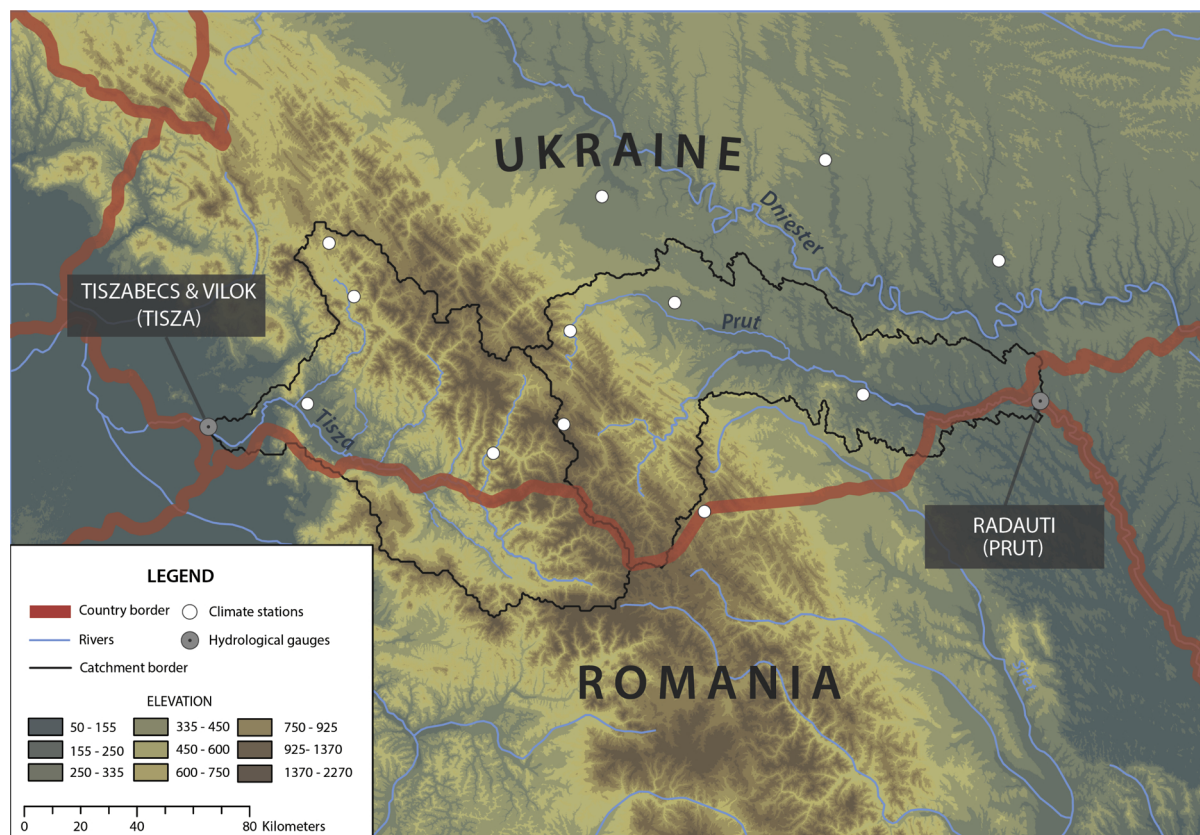 UKRAINE
Dniester
TISZABECS & VILOK
(TISZA)
Prut
Tisza
RADAUTI
(PRUT)
ROMANIA
Siret
LEGEND
Country border
Climate stations
Rivers
Hydrological gauges
Catchment border
ELEVATION
50 - 155
335 - 450
750 - 925
155 - 250
450 - 600
925- 1370
250 - 335
600 - 750
1370 - 2270
0 20 40 80 Kilometers